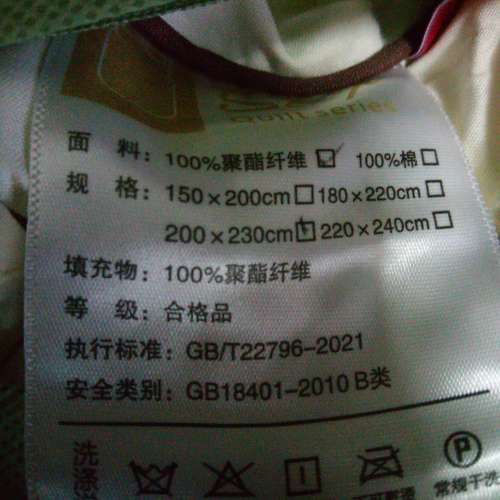 Quilt series
面 料：100%聚酯纤维☑ 100%棉□
规 格：150×200cm□180×220cm□
200×230cm☑220×240cm□
填充物：100%聚酯纤维
等 级：合格品
执行标准：GB/T22796-2021
安全类别：GB18401-2010 B类
洗涤
P
常规干洗